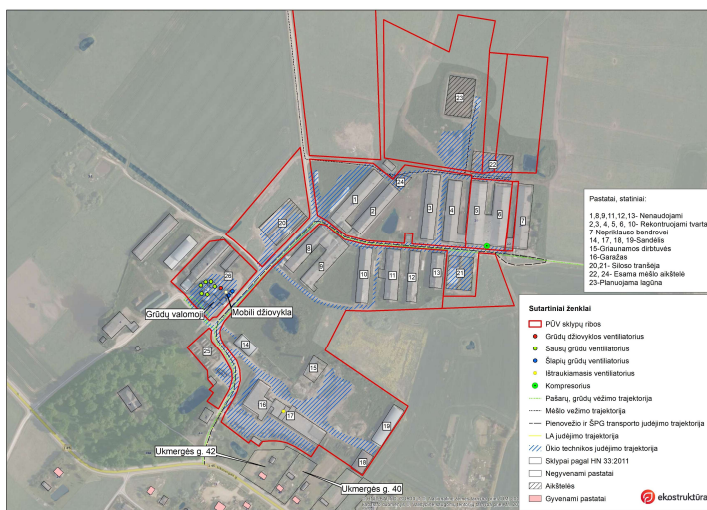 23
22
24
1
2
3
4
5
6
7
20
8
9
10
11
12
13
21
26
Grūdų valomoji
Mobili džiovykla
25
14
15
16
17
18
19
Ukmergės g. 42
Ukmergės g. 40
Pastatai, statiniai:
1,8,9,11,12,13- Nenaudojami
2,3, 4, 5, 6, 10- Rekontruojami tvartai
7 Nepriklauso bendrovei
14, 17, 18, 19-Sandėlis
15-Griaunamos dirbtuvės
16-Garažas
20,21- Siloso tranšėja
22, 24- Esama mėšlo aikštelė
23-Planuojama lagūna
Sutartiniai ženklai
PŪV sklypų ribos
Grūdų džiovyklos ventiliatorius
Sausų grūdų ventiliatorius
Šlapių grūdų ventiliatorius
Ištraukiamasis ventiliatorius
Kompresorius
Pašarų, grūdų vežimo trajektorija
Mėšlo vežimo trajektorija
Pienovežio ir ŠPG transporto judėjimo trajektorija
LA judėjimo trajektorija
Ūkio technikos judėjimo trajektorija
Sklypai pagal HN 33:2011
Negyvenami pastatai
Aikštelės
Gyvenami pastatai
ekostruktūra